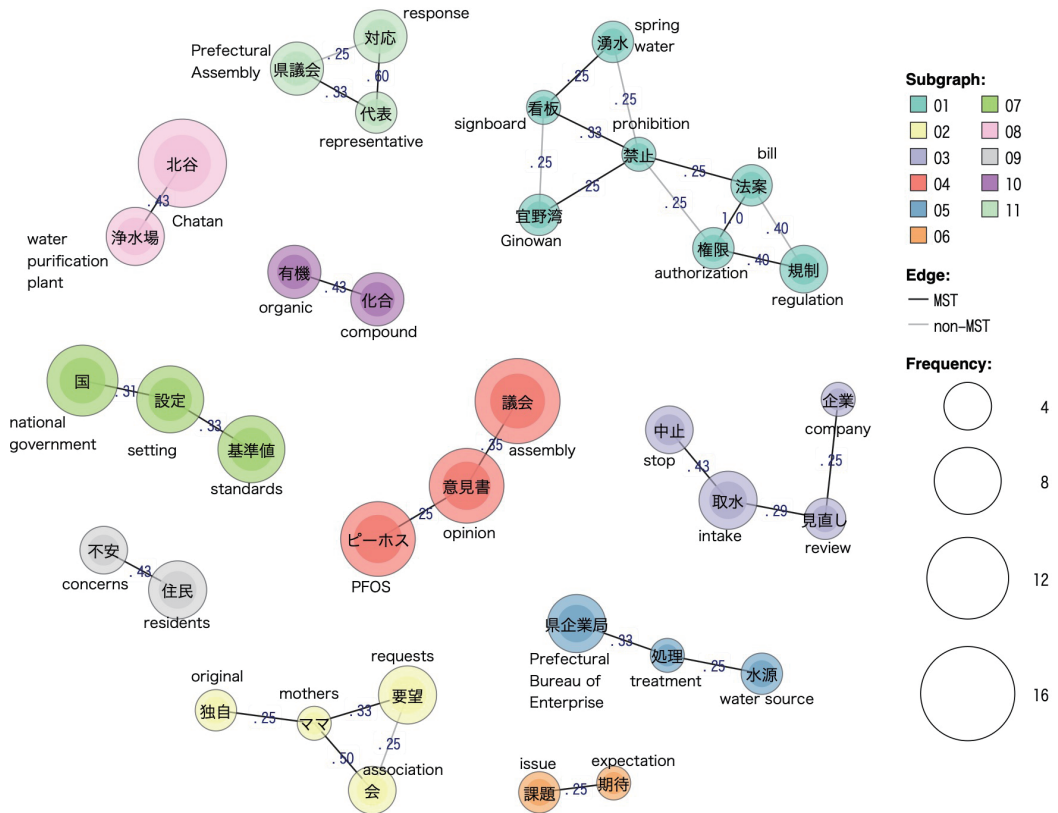 response
対応
Prefectural
Assembly
県議会
.25
.60
.33
代表
representative
spring
water
湧水
.25
.25
看板
signboard
.33
prohibition
禁止
.25
.25
宜野湾
Ginowan
.25
bill
法案
.25
1.0
.40
権限
authorization
.40
規制
regulation
北谷
.43
Chatan
浄水場
water
purification
plant
有機
organic
.43
化合
compound
国
national
government
.31
設定
setting
.33
基準値
standards
議会
assembly
.35
意見書
opinion
.25
ピーホス
PFOS
中止
stop
.43
取水
intake
.29
企業
company
.25
見直し
review
不安
concerns
.43
住民
residents
県企業局
Prefectural
Bureau of
Enterprise
.33
処理
treatment
.25
水源
water source
original
独自
.25
mothers
ママ
requests
要望
.33
.25
.50
association
会
issue
課題
.25
expectation
期待
Subgraph:
01
02
03
04
05
06
07
08
09
10
11
Edge:
MST
non-MST
Frequency:
4
8
12
16